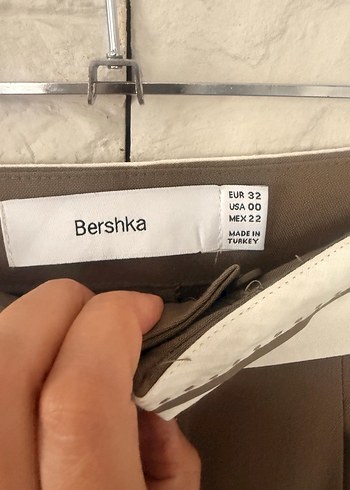 Bershka
EUR 32
USA 00
MEX 22
MADE IN
TURKEY